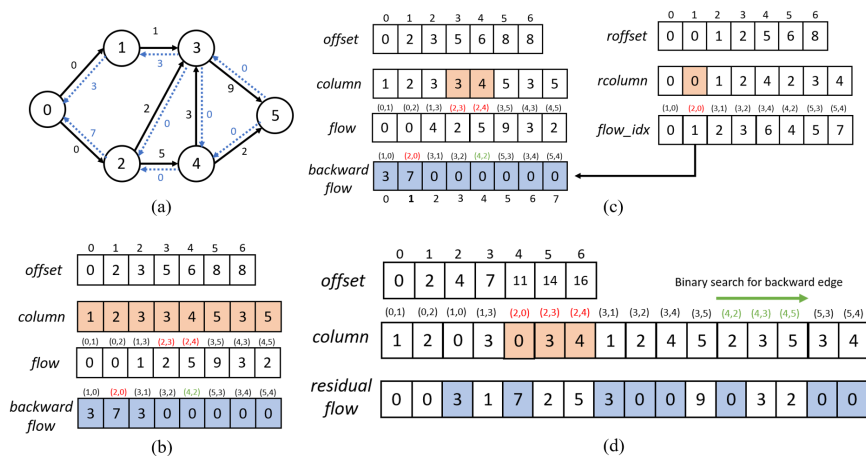 1
1 3
3
0
3
9
0
0
2
0
0
3
0
5
7
0
2
0
5
2
4
0
(a)
0 1 2 3 4 5 6
offset 0 2 3 5 6 8 8
column 1 2 3 3 4 5 3 5
(0,1) (0,2) (1,3) (2,3) (2,4) (3,5) (4,3) (4,5)
flow 0 0 1 2 5 9 3 2
(1,0) (2,0) (3,1) (3,2) (4,2) (5,3) (3,4) (5,4)
backward flow 3 7 3 0 0 0 0 0
(b)
0 1 2 3 4 5 6
offset 0 2 3 5 6 8 8
column 1 2 3 3 4 5 3 5
(0,1) (0,2) (1,3) (2,3) (2,4) (3,5) (4,3) (4,5)
flow 0 0 4 2 5 9 3 2
(1,0) (2,0) (3,1) (3,2) (4,2) (5,3) (3,4) (5,4)
backward flow 3 7 0 0 0 0 0 0
0 1 2 3 4 5 6 7
0 1 2 3 4 5 6
roffset 0 0 1 2 5 6 8
rcolumn 0 0 1 2 4 2 3 4
(1,0) (2,0) (3,1) (3,2) (3,4) (4,2) (5,3) (5,4)
flow_idx 0 1 2 3 6 4 5 7
(c)
0 1 2 3 4 5 6
offset 0 2 4 7 11 14 16
Binary search for backward edge
(0,1) (0,2) (1,0) (1,3) (2,0) (2,3) (2,4) (3,1) (3,2) (3,4) (3,5) (4,2) (4,3) (4,5) (5,3) (5,4)
column 1 2 0 3 0 3 4 1 2 4 5 2 3 5 3 4
residual flow 0 0 3 1 7 2 5 3 0 0 9 0 3 2 0 0
(d)